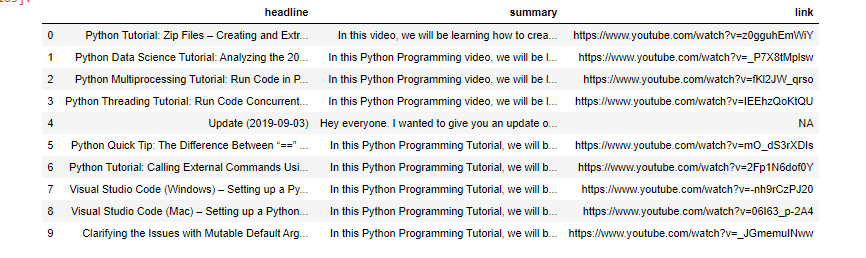 headline summary link
0 Python Tutorial: Zip Files – Creating and Extr... In this video, we will be learning how to crea... https://www.youtube.com/watch?v=z0gguhEmWiY
1 Python Data Science Tutorial: Analyzing the 20... In this Python Programming video, we will be l... https://www.youtube.com/watch?v=_P7X8tMplsw
2 Python Multiprocessing Tutorial: Run Code in P... In this Python Programming video, we will be l... https://www.youtube.com/watch?v=fKl2JW_qrso
3 Python Threading Tutorial: Run Code Concurrent... In this Python Programming video, we will be l... https://www.youtube.com/watch?v=IEEhzQoKtQU
4 Update (2019-09-03) Hey everyone. I wanted to give you an update o... NA
5 Python Quick Tip: The Difference Between “==” ... In this Python Programming Tutorial, we will b... https://www.youtube.com/watch?v=mO_dS3rXDIs
6 Python Tutorial: Calling External Commands Usi... In this Python Programming Tutorial, we will b... https://www.youtube.com/watch?v=2Fp1N6dof0Y
7 Visual Studio Code (Windows) – Setting up a Py... In this Python Programming Tutorial, we will b... https://www.youtube.com/watch?v=-nh9rCzPJ20
8 Visual Studio Code (Mac) – Setting up a Python... In this Python Programming Tutorial, we will b... https://www.youtube.com/watch?v=06I63_p-2A4
9 Clarifying the Issues with Mutable Default Arg... In this Python Programming Tutorial, we will b... https://www.youtube.com/watch?v=_JGmemuINww